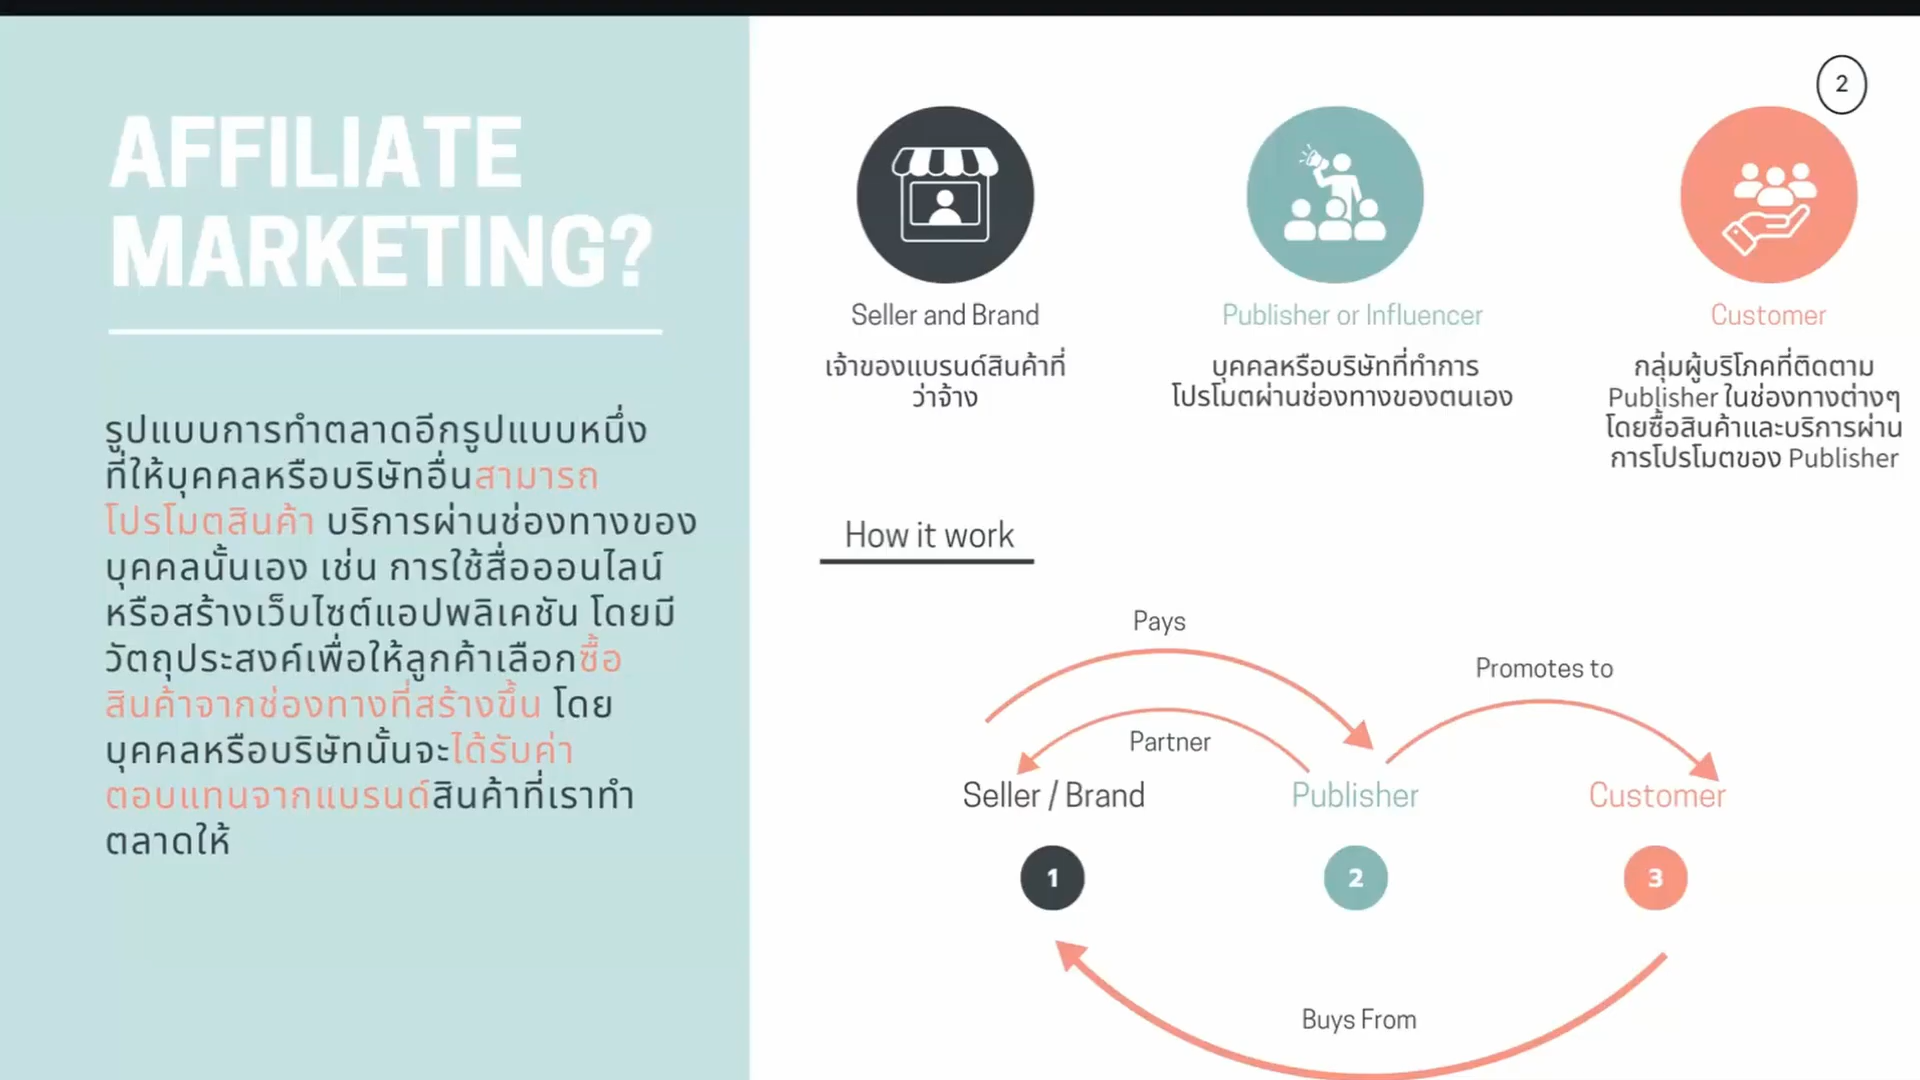 AFFILIATE
MARKETING?
รูปแบบการทำตลาดอีกรูปแบบหนึ่ง
ที่ให้บุคคลหรือบริษัทอื่นสามารถ
โปรโมตสินค้า บริการผ่านช่องทางของ
บุคคลนั้นเอง เช่น การใช้สื่อออนไลน์
หรือสร้างเว็บไซต์แอปพลิเคชัน โดยมี
วัตถุประสงค์เพื่อให้ลูกค้าเลือกซื้อ
สินค้าจากช่องทางที่สร้างขึ้น โดย
บุคคลหรือบริษัทนั้นจะได้รับค่า
ตอบแทนจากแบรนด์สินค้าที่เราทำ
ตลาดให้
2
Seller and Brand
เจ้าของแบรนด์สินค้าที่
ว่าจ้าง
Publisher or Influencer
บุคคลหรือบริษัทที่ทำการ
โปรโมตผ่านช่องทางของตนเอง
Customer
กลุ่มผู้บริโภคที่ติดตาม
Publisher ในช่องทางต่างๆ
โดยซื้อสินค้าและบริการผ่าน
การโปรโมตของ Publisher
How it work
Pays
Promotes to
Partner
Seller / Brand
Publisher
Customer
1
2
3
Buys From